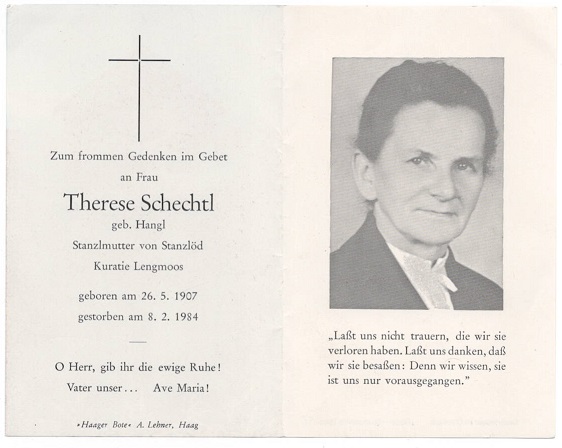 Zum frommen Gedenken im Gebet
an Frau
Therese Schechtl
geb. Hangl
Stanzlmutter von Stanzlöd
Kuratie Lengmoos
geboren am 26. 5. 1907
gestorben am 8. 2. 1984
O Herr, gib ihr die ewige Ruhe!
Vater unser... Ave Maria!
»Haager Bote« A. Lehner, Haag
„Laßt uns nicht trauern, die wir sie
verloren haben. Laßt uns danken, daß
wir sie besaßen: Denn wir wissen, sie
ist uns nur vorausgegangen.”